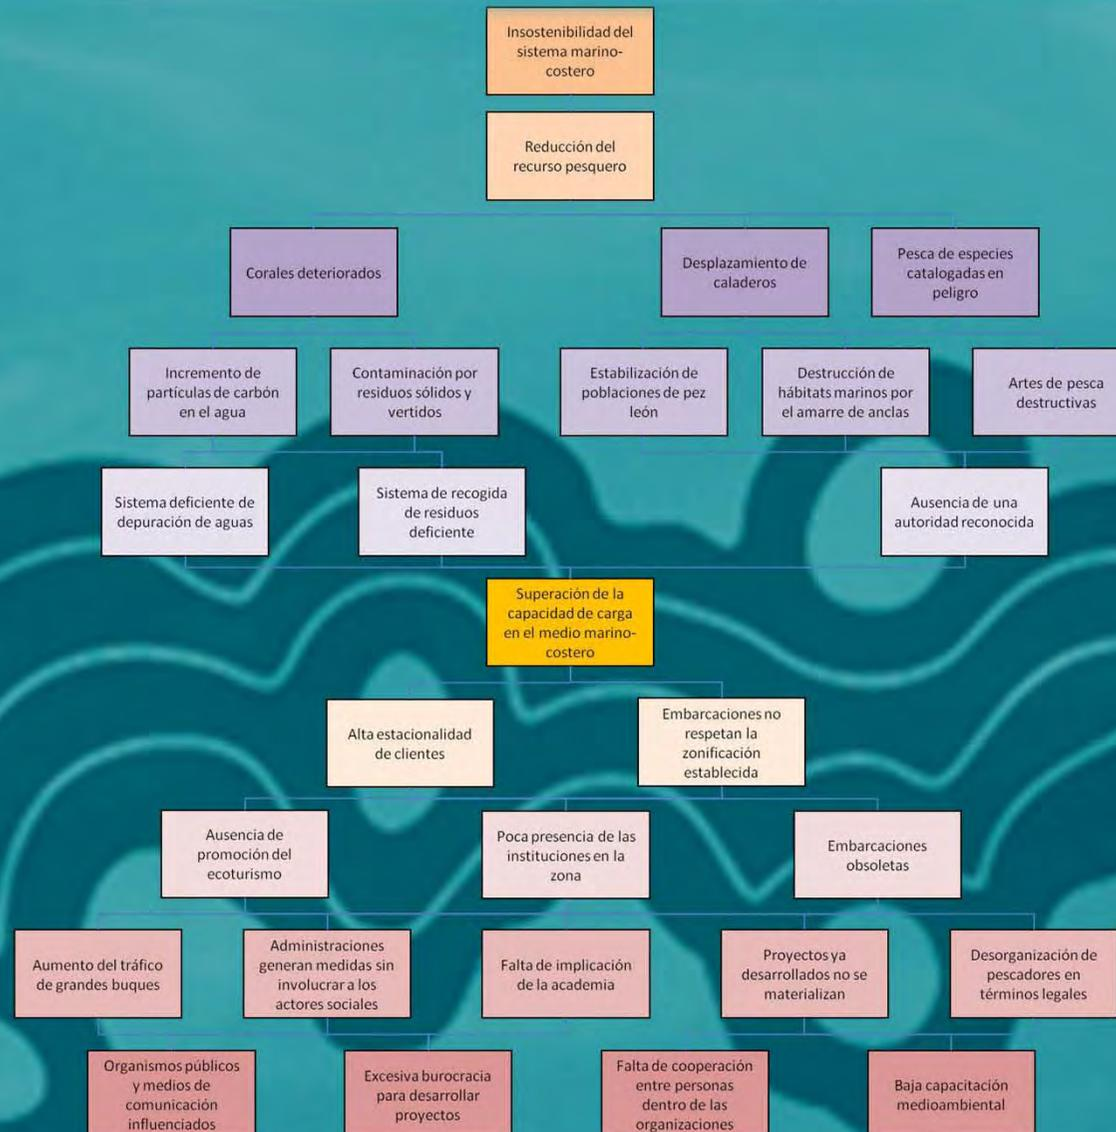 Insostenibilidad del
sistema marino-
costero
Reducción del
recurso pesquero
Corales deteriorados
Desplazamiento de
caladeros
Pesca de especies
catalogadas en
peligro
Incremento de
partículas de carbón
en el agua
Contaminación por
residuos sólidos y
vertidos
Estabilización de
poblaciones de pez
león
Destrucción de
hábitats marinos por
el amarre de anclas
Artes de pesca
destructivas
Sistema deficiente de
depuración de aguas
Sistema de recogida
de residuos
deficiente
Ausencia de una
autoridad reconocida
Superación de la
capacidad de carga
en el medio marino-
costero
Alta estacionalidad
de clientes
Embarcaciones no
respetan la
zonificación
establecida
Ausencia de
promoción del
ecoturismo
Poca presencia de las
instituciones en la
zona
Embarcaciones
obsoletas
Aumento del tráfico
de grandes buques
Administraciones
generan medidas sin
involucrar a los
actores sociales
Falta de implicación
de la academia
Proyectos ya
desarrollados no se
materializan
Desorganización de
pescadores en
términos legales
Organismos públicos
y medios de
comunicación
influenciados
Excesiva burocracia
para desarrollar
proyectos
Falta de cooperación
entre personas
dentro de las
organizaciones
Baja capacitación
medioambiental